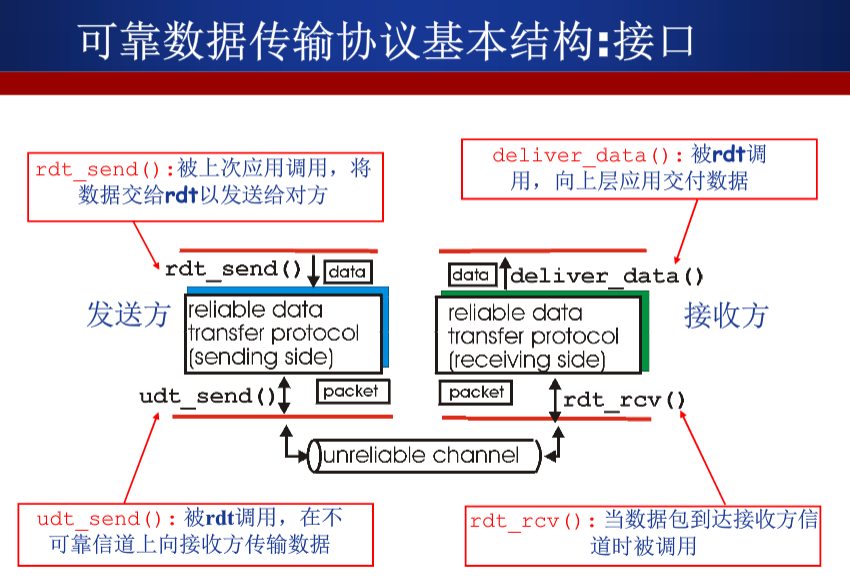 可靠数据传输协议基本结构:接口
rdt_send():被上次应用调用，将
数据交给rdt以发送给对方
deliver_data():被rdt调
用，向上层应用交付数据
rdt_send()
data
data
deliver_data()
发送方
reliable data
transfer protocol
(sending side)
reliable data
transfer protocol
(receiving side)
接收方
udt_send()
packet
packet
rdt_rcv()
unreliable channel
udt_send():被rdt调用，在不
可靠信道上向接收方传输数据
rdt_rcv():当数据包到达接收方信
道时被调用